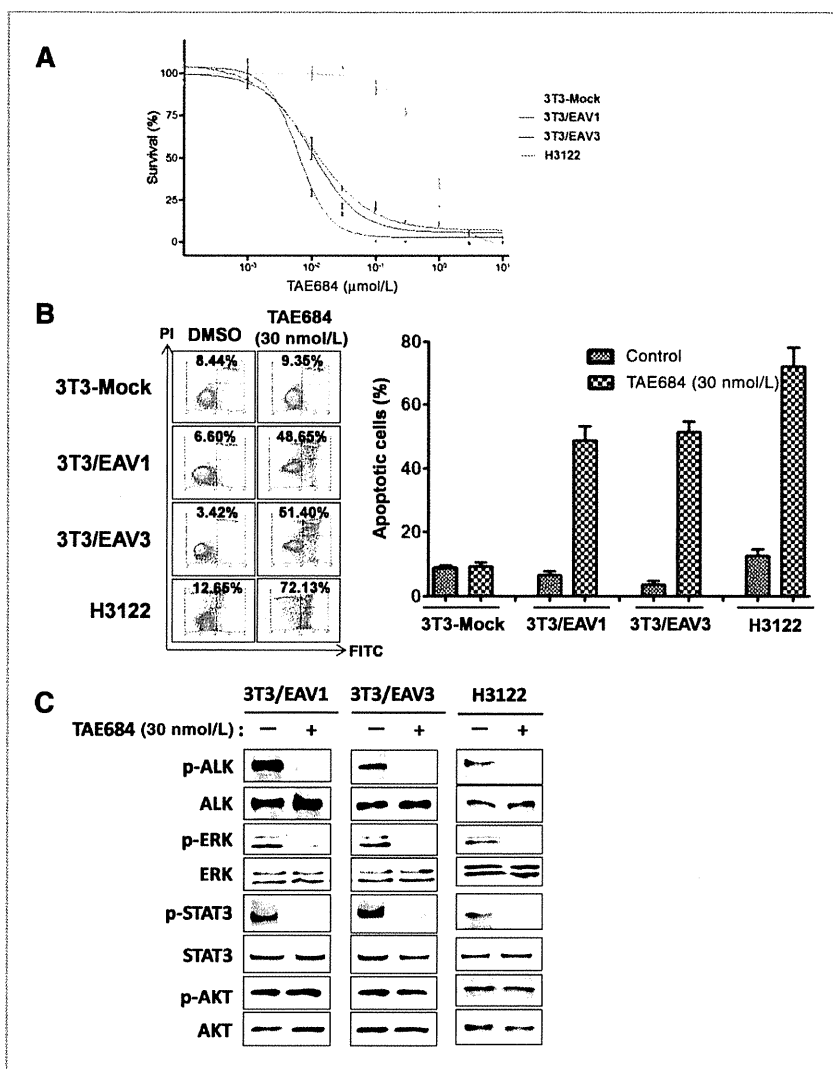 A
100
75
50
25
0
Survival (%)
10⁻³ 10⁻² 10⁻¹ 10⁰ 10¹
TAE684 (μmol/L)
3T3-Mock
3T3/EAV1
3T3/EAV3
H3122
B
PI DMSO TAE684 (30 nmol/L)
3T3-Mock 8.44% 9.35%
3T3/EAV1 6.60% 48.65%
3T3/EAV3 3.42% 51.40%
H3122 12.65% 72.13%
FITC
80
60
40
20
0
Apoptotic cells (%)
Control
TAE684 (30 nmol/L)
3T3-Mock 3T3/EAV1 3T3/EAV3 H3122
C
3T3/EAV1 3T3/EAV3 H3122
TAE684 (30 nmol/L) : − + − + − +
p-ALK
ALK
p-ERK
ERK
p-STAT3
STAT3
p-AKT
AKT